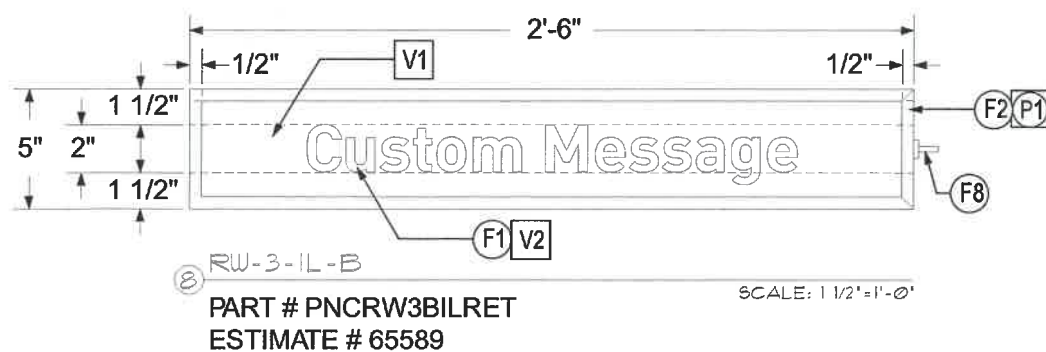 2'-6"
1/2"
V1
1/2"
1 1/2"
F2 P1
5"
2"
Custom Message
1 1/2"
F8
F1 V2
8 RW-3-IL-B
SCALE: 1 1/2"=1'-0"
PART # PNCRW3BILRET
ESTIMATE # 65589